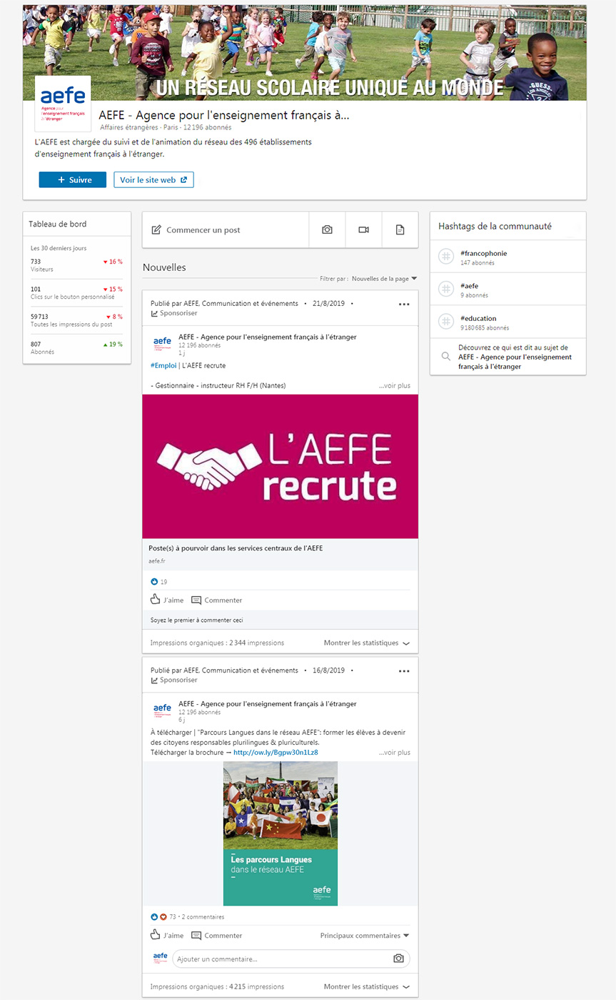 UN RÉSEAU SCOLAIRE UNIQUE AU MONDE
GUESS
LOS ANGELES
aefe
Agence pour
l'enseignement français
à l'étranger
AEFE - Agence pour l'enseignement français à...
Affaires étrangères · Paris · 12 196 abonnés
L'AEFE est chargée du suivi et de l'animation du réseau des 496 établissements
d'enseignement français à l'étranger.
+ Suivre
Voir le site web
Tableau de bord
Les 30 derniers jours
733 ▼ 16 %
Visiteurs
101 ▼ 15 %
Clics sur le bouton personnalisé
59 713 ▼ 8 %
Toutes les impressions du post
807 ▲ 19 %
Abonnés
Commencer un post
Nouvelles
Filtrer par : Nouvelles de la page
Publié par AEFE, Communication et événements • 21/8/2019 •
Sponsoriser
aefe
AEFE - Agence pour l'enseignement français à l'étranger
12 196 abonnés
1 j
#Emploi | L'AEFE recrute
- Gestionnaire - instructeur RH F/H (Nantes) ...voir plus
L'AEFE
recrute
Poste(s) à pourvoir dans les services centraux de l'AEFE
aefe.fr
19
J'aime Commenter
Soyez le premier à commenter ceci
Impressions organiques : 2 344 impressions Montrer les statistiques
Publié par AEFE, Communication et événements • 16/8/2019 •
Sponsoriser
aefe
AEFE - Agence pour l'enseignement français à l'étranger
12 196 abonnés
6 j
À télécharger | "Parcours Langues dans le réseau AEFE": former les élèves à devenir
des citoyens responsables plurilingues & pluriculturels.
Télécharger la brochure → http://ow.ly/Bgpw30n1Lz8 ...voir plus
Les parcours Langues
dans le réseau AEFE
aefe
73 • 2 commentaires
J'aime Commenter Principaux commentaires
aefe
Ajouter un commentaire...
Impressions organiques : 4 215 impressions Montrer les statistiques
Hashtags de la communauté
#francophonie
147 abonnés
#aefe
9 abonnés
#education
9 180 685 abonnés
Découvrez ce qui est dit au sujet de
AEFE - Agence pour l'enseignement
français à l'étranger